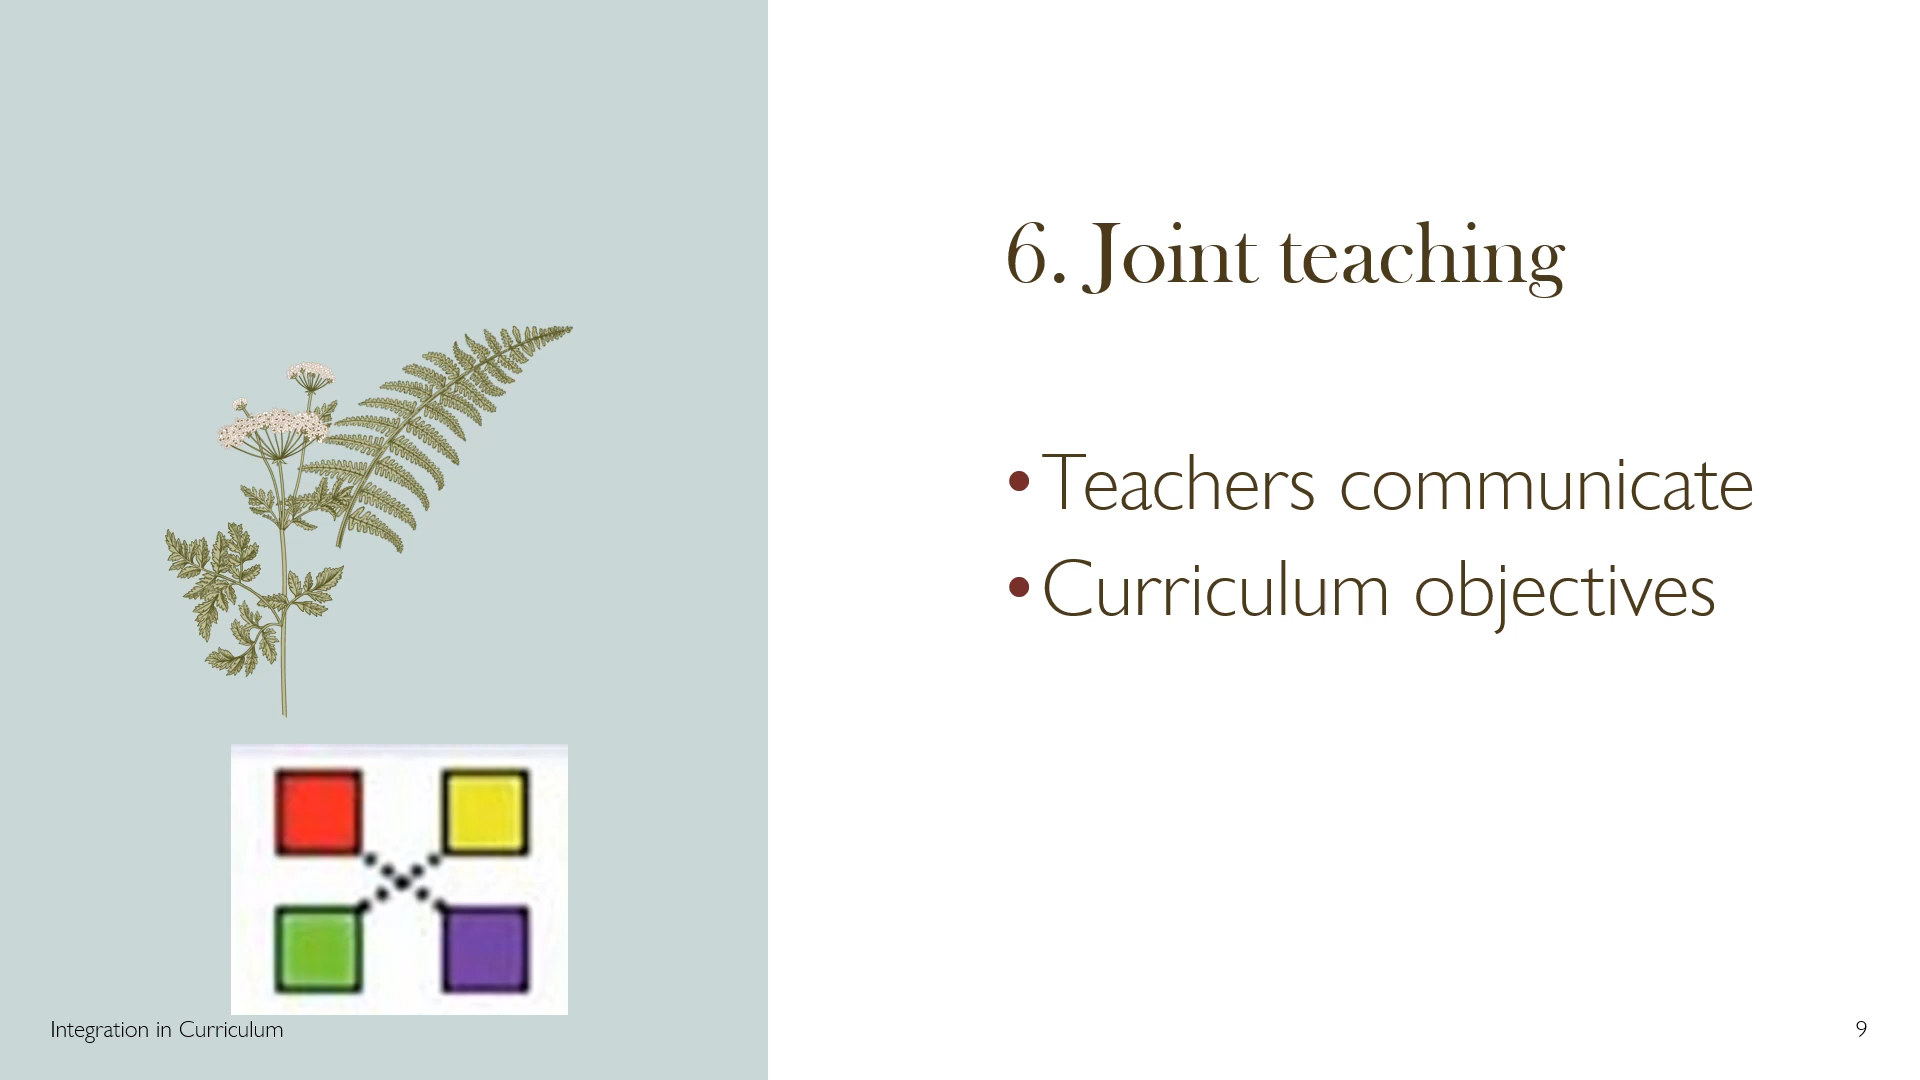 6. Joint teaching
• Teachers communicate
• Curriculum objectives
Integration in Curriculum
9